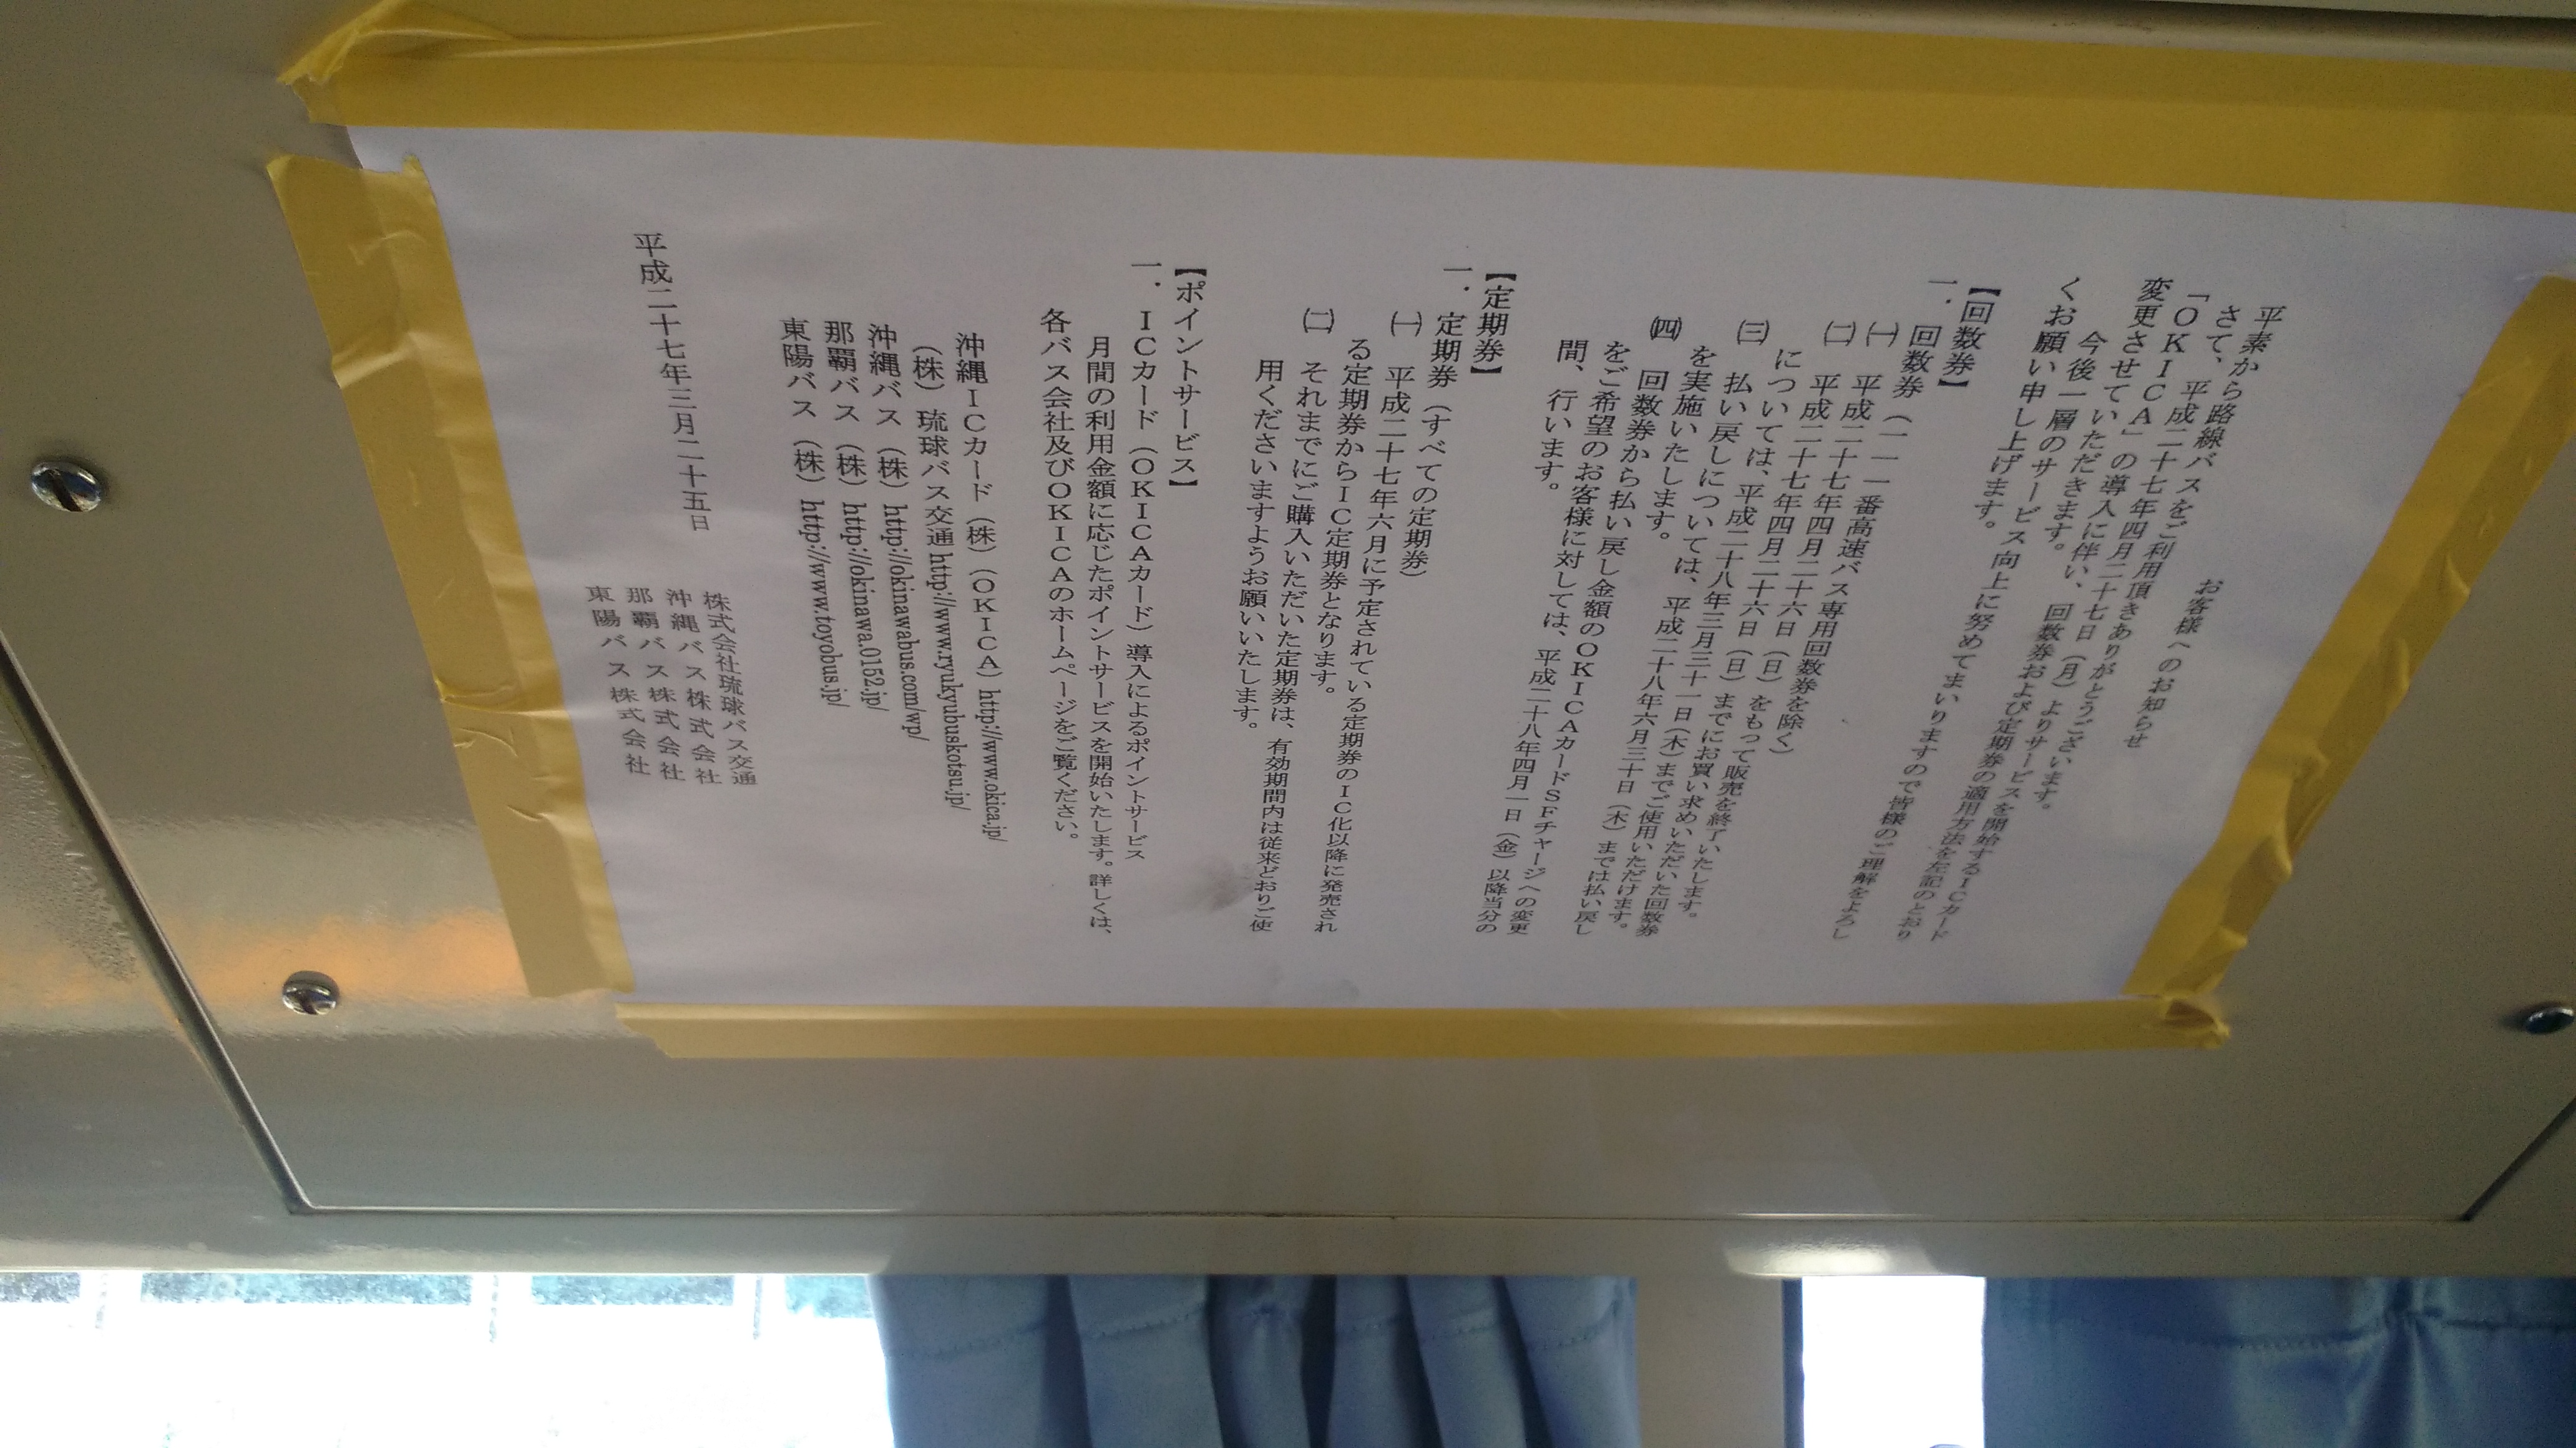 お客様へのお知らせ
平素から路線バスをご利用頂きありがとうございます。
さて、平成二十七年四月二十七日（月）よりサービスを開始するICカード
「OKICA」の導入に伴い、回数券および定期券の適用方法を左記のとおり
変更させていただきます。
今後一層のサービス向上に努めてまいりますので皆様のご理解をよろし
くお願い申し上げます。
【回数券】
一．回数券（一一一番高速バス専用回数券を除く）
㈠　平成二十七年四月二十六日（日）をもって販売を終了いたします。
㈡　平成二十七年四月二十六日（日）までにお買い求めいただいた回数券
については、平成二十八年三月三十一日（木）までご使用いただけます。
㈢　払い戻しについては、平成二十八年六月三十日（木）までは払い戻し
を実施いたします。
㈣　回数券から払い戻し金額のOKICAカードSFチャージへの変更
をご希望のお客様に対しては、平成二十八年四月一日（金）以降当分の
間、行います。
【定期券】
一．定期券（すべての定期券）
㈠　平成二十七年六月に予定されている定期券のIC化以降に発売され
る定期券からIC定期券となります。
㈡　それまでにご購入いただいた定期券は、有効期間内は従来どおりご使
用くださいますようお願いいたします。
【ポイントサービス】
一．ICカード（OKICAカード）導入によるポイントサービス
月間の利用金額に応じたポイントサービスを開始いたします。詳しくは、
各バス会社及びOKICAのホームページをご覧ください。
沖縄ICカード（株）（OKICA）http://www.okica.jp/
（株）琉球バス交通 http://www.ryukyubuskotsu.jp/
沖縄バス（株）http://okinawabus.com/wp/
那覇バス（株）http://okinawa.0152.jp/
東陽バス（株）http://www.toyobus.jp/
平成二十七年三月二十五日
株式会社琉球バス交通
沖縄バス株式会社
那覇バス株式会社
東陽バス株式会社